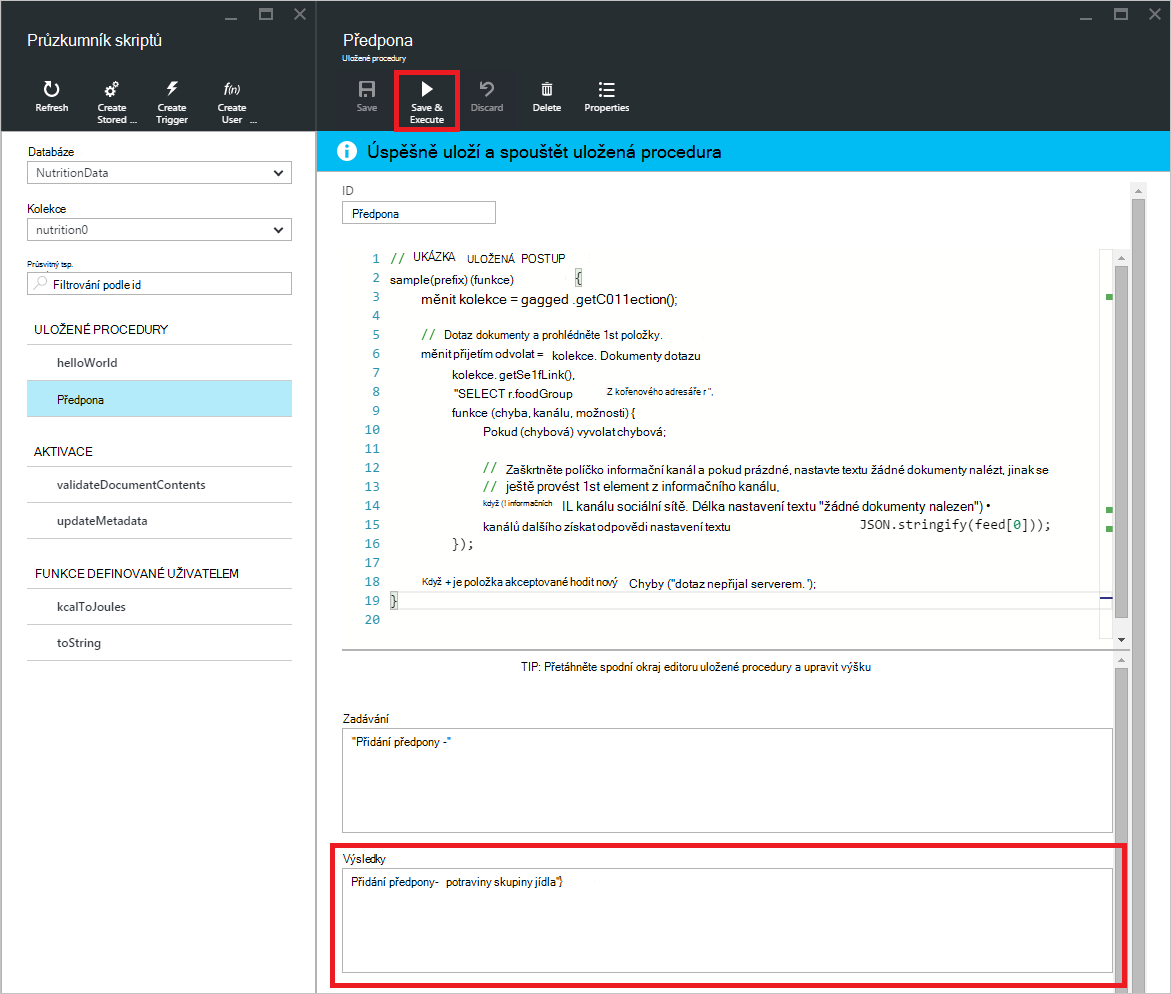 Průzkumník skriptů
Refresh
Create Stored ...
Create Trigger
f(n)
Create User ...
Databáze
NutritionData
Kolekce
nutrition0
Průsvitný tsp.
Filtrování podle id
ULOŽENÉ PROCEDURY
helloWorld
Předpona
AKTIVACE
validateDocumentContents
updateMetadata
FUNKCE DEFINOVANÉ UŽIVATELEM
kcalToJoules
toString
Předpona
Uložené procedury
Save
Save & Execute
Discard
Delete
Properties
Úspěšně uloží a spouštět uložená procedura
ID
Předpona
1 // UKÁZKA ULOŽENÁ POSTUP
2 sample(prefix) (funkce) {
3 měnit kolekce = gagged .getC011ection();
4
5 // Dotaz dokumenty a prohlédněte 1st položky.
6 měnit přijetím odvolat = kolekce. Dokumenty dotazu
7 kolekce. getSe1fLink(),
8 "SELECT r.foodGroup Z kořenového adresáře r ",
9 funkce (chyba, kanálu, možnosti) {
10 Pokud (chybová) vyvolat chybová;
11
12 // Zaškrtněte políčko informační kanál a pokud prázdné, nastavte textu žádné dokumenty nalézt, jinak se
13 // ještě provést 1st element z informačního kanálu,
14 když (! informačních IL kanálu sociální sítě. Délka nastavení textu "žádné dokumenty nalezen") •
15 kanálů dalšího získat odpovědi nastavení textu JSON.stringify(feed[0]));
16 });
17
18 Když + je položka akceptované hodit nový Chyby ("dotaz nepřijal serverem. ");
19 }
20
TIP: Přetáhněte spodní okraj editoru uložené procedury a upravit výšku
Zadávání
"Přidání předpony -"
Výsledky
Přidání předpony- potraviny skupiny jídla"}